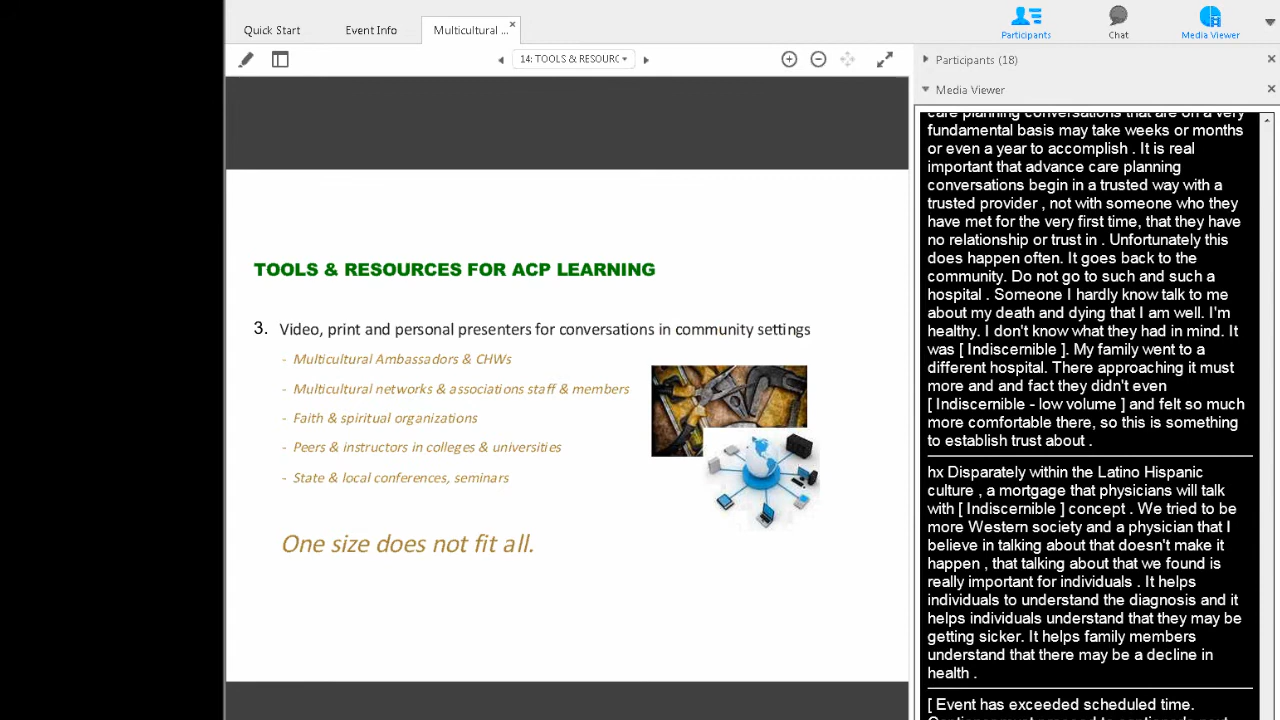 Quick Start
Event Info
Multicultural ...
Participants
Chat
Media Viewer
14: TOOLS & RESOURC
TOOLS & RESOURCES FOR ACP LEARNING
3. Video, print and personal presenters for conversations in community settings
- Multicultural Ambassadors & CHWs
- Multicultural networks & associations staff & members
- Faith & spiritual organizations
- Peers & instructors in colleges & universities
- State & local conferences, seminars
One size does not fit all.
Participants (18)
Media Viewer
care planning conversations that are on a very
fundamental basis may take weeks or months
or even a year to accomplish . It is real
important that advance care planning
conversations begin in a trusted way with a
trusted provider , not with someone who they
have met for the very first time, that they have
no relationship or trust in . Unfortunately this
does happen often. It goes back to the
community. Do not go to such and such a
hospital . Someone I hardly know talk to me
about my death and dying that I am well. I'm
healthy. I don't know what they had in mind. It
was [ Indiscernible ]. My family went to a
different hospital. There approaching it must
more and and fact they didn't even
[ Indiscernible - low volume ] and felt so much
more comfortable there, so this is something
to establish trust about .
hx Disparately within the Latino Hispanic
culture , a mortgage that physicians will talk
with [ Indiscernible ] concept . We tried to be
more Western society and a physician that I
believe in talking about that doesn't make it
happen , that talking about that we found is
really important for individuals . It helps
individuals to understand the diagnosis and it
helps individuals understand that they may be
getting sicker. It helps family members
understand that there may be a decline in
health .
[ Event has exceeded scheduled time.